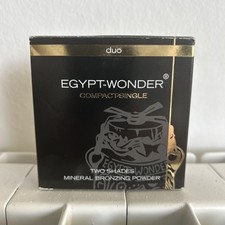 duo
EGYPT-WONDER®
COMPACT SINGLE
TWO SHADES
MINERAL BRONZING POWDER